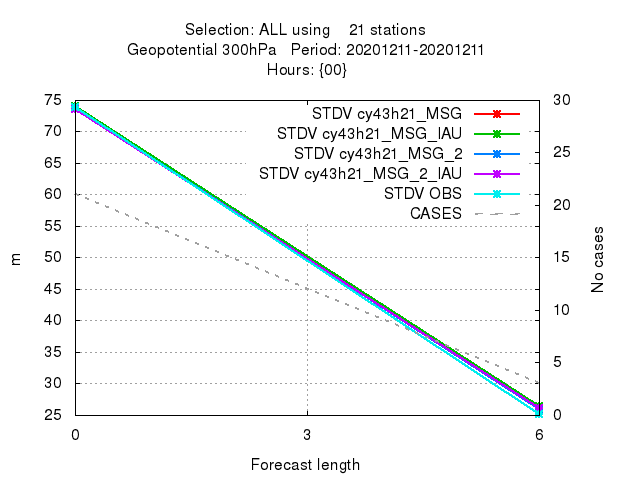 Selection: ALL using    21 stations
Geopotential 300hPa   Period: 20201211-20201211
Hours: {00}
75 30
STDV cy43h21_MSG
70
STDV cy43h21_MSG_IAU
25
STDV cy43h21_MSG_2
65
STDV cy43h21_MSG_2_IAU
60 STDV OBS
20
CASES
55
50 15
m No cases
45
40 10
35
5
30
25 0
0 3 6
Forecast length